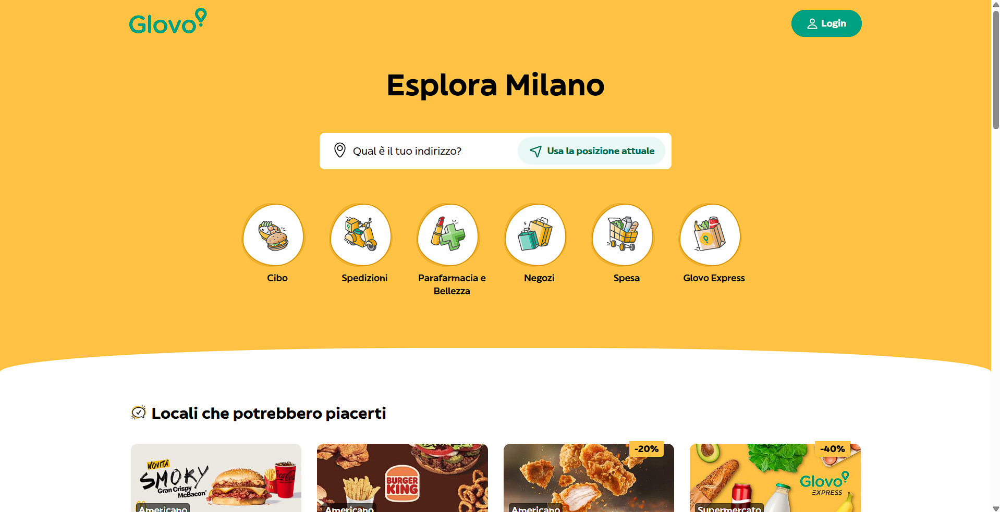 Glovo
Login
Esplora Milano
Qual è il tuo indirizzo?
Usa la posizione attuale
Cibo
Spedizioni
Parafarmacia e
Bellezza
Negozi
Spesa
Glovo Express
Locali che potrebbero piacerti
NOVITÀ
SMOKY
Gran Crispy
McBacon®
Coca-Cola
Americano
BURGER
KING
Americano
-20%
Americano
-40%
Glovo
EXPRESS
Supermercato